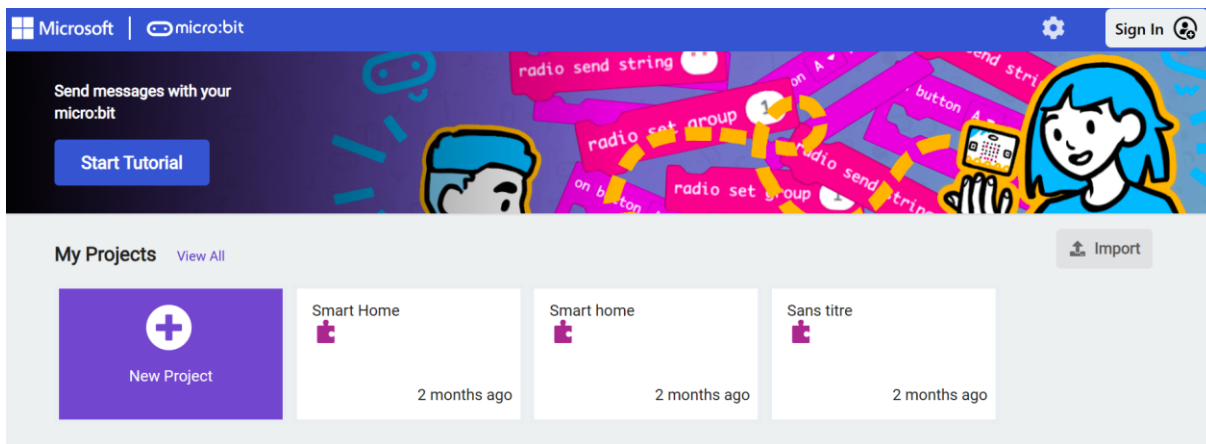 Microsoft | micro:bit
Sign In
Send messages with your
micro:bit
Start Tutorial
radio send string
on A
radio set group 1
button A
radio send string
on button
radio set group
My Projects View All
Import
New Project
Smart Home
2 months ago
Smart home
2 months ago
Sans titre
2 months ago